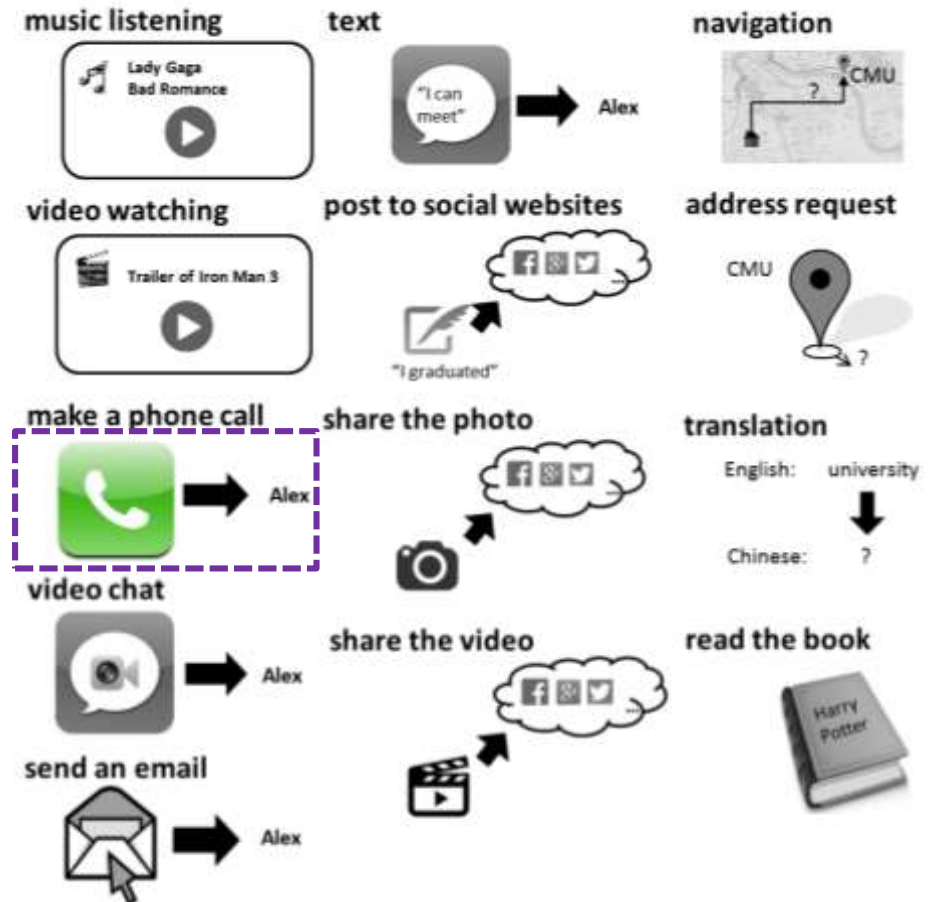 music listening
Lady Gaga
Bad Romance
text
"I can
meet"
Alex
navigation
CMU
?
video watching
Trailer of Iron Man 3
post to social websites
...
"I graduated"
address request
CMU
?
make a phone call
Alex
share the photo
...
translation
English: university
Chinese: ?
video chat
Alex
share the video
...
read the book
Harry
Potter
send an email
Alex